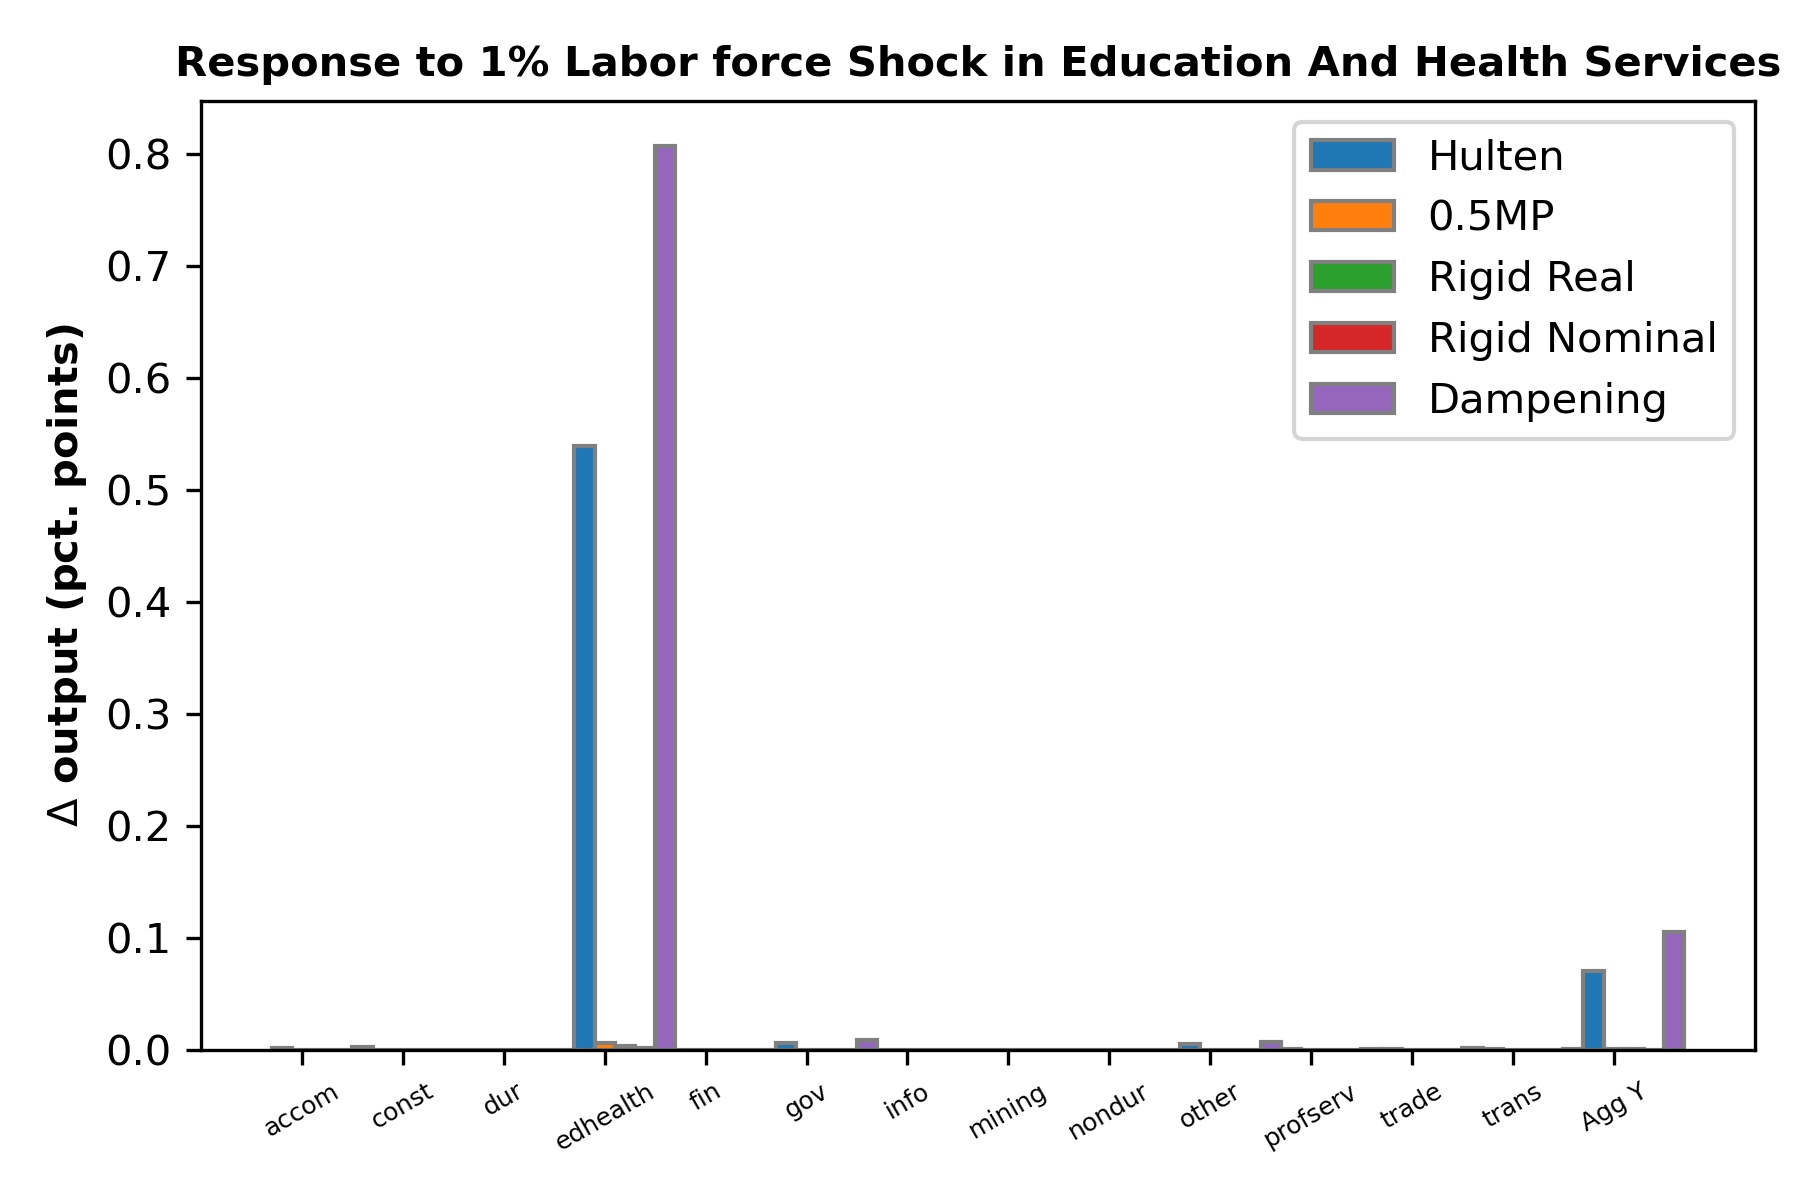 Response to 1% Labor force Shock in Education And Health Services
Δ output (pct. points)
0.8
0.7
0.6
0.5
0.4
0.3
0.2
0.1
0.0
Hulten
0.5MP
Rigid Real
Rigid Nominal
Dampening
accom
const
dur
edhealth
fin
gov
info
mining
nondur
other
profserv
trade
trans
Agg Y